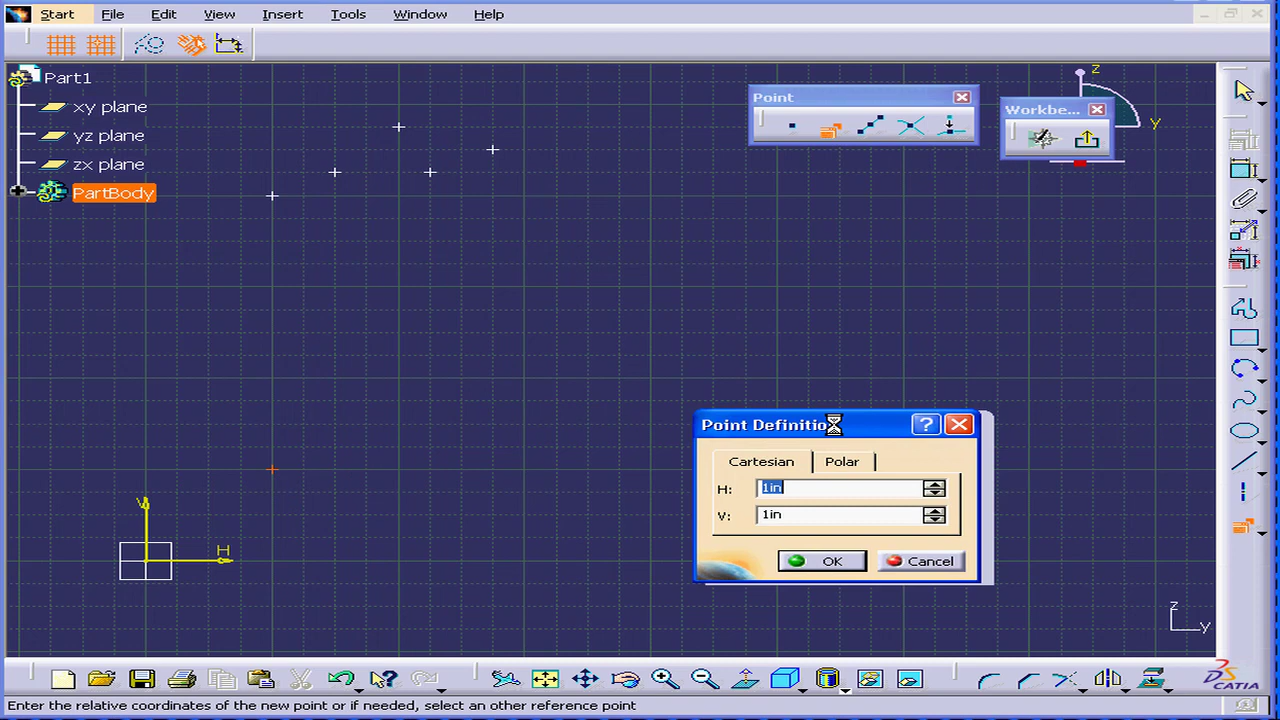 Start File Edit View Insert Tools Window Help
Part1
xy plane
yz plane
zx plane
PartBody
Point
Workbe...
z
y
Point Definitio
Cartesian Polar
H: 1in
V: 1in
OK Cancel
V
H
z
y
CATIA
Enter the relative coordinates of the new point or if needed, select an other reference point